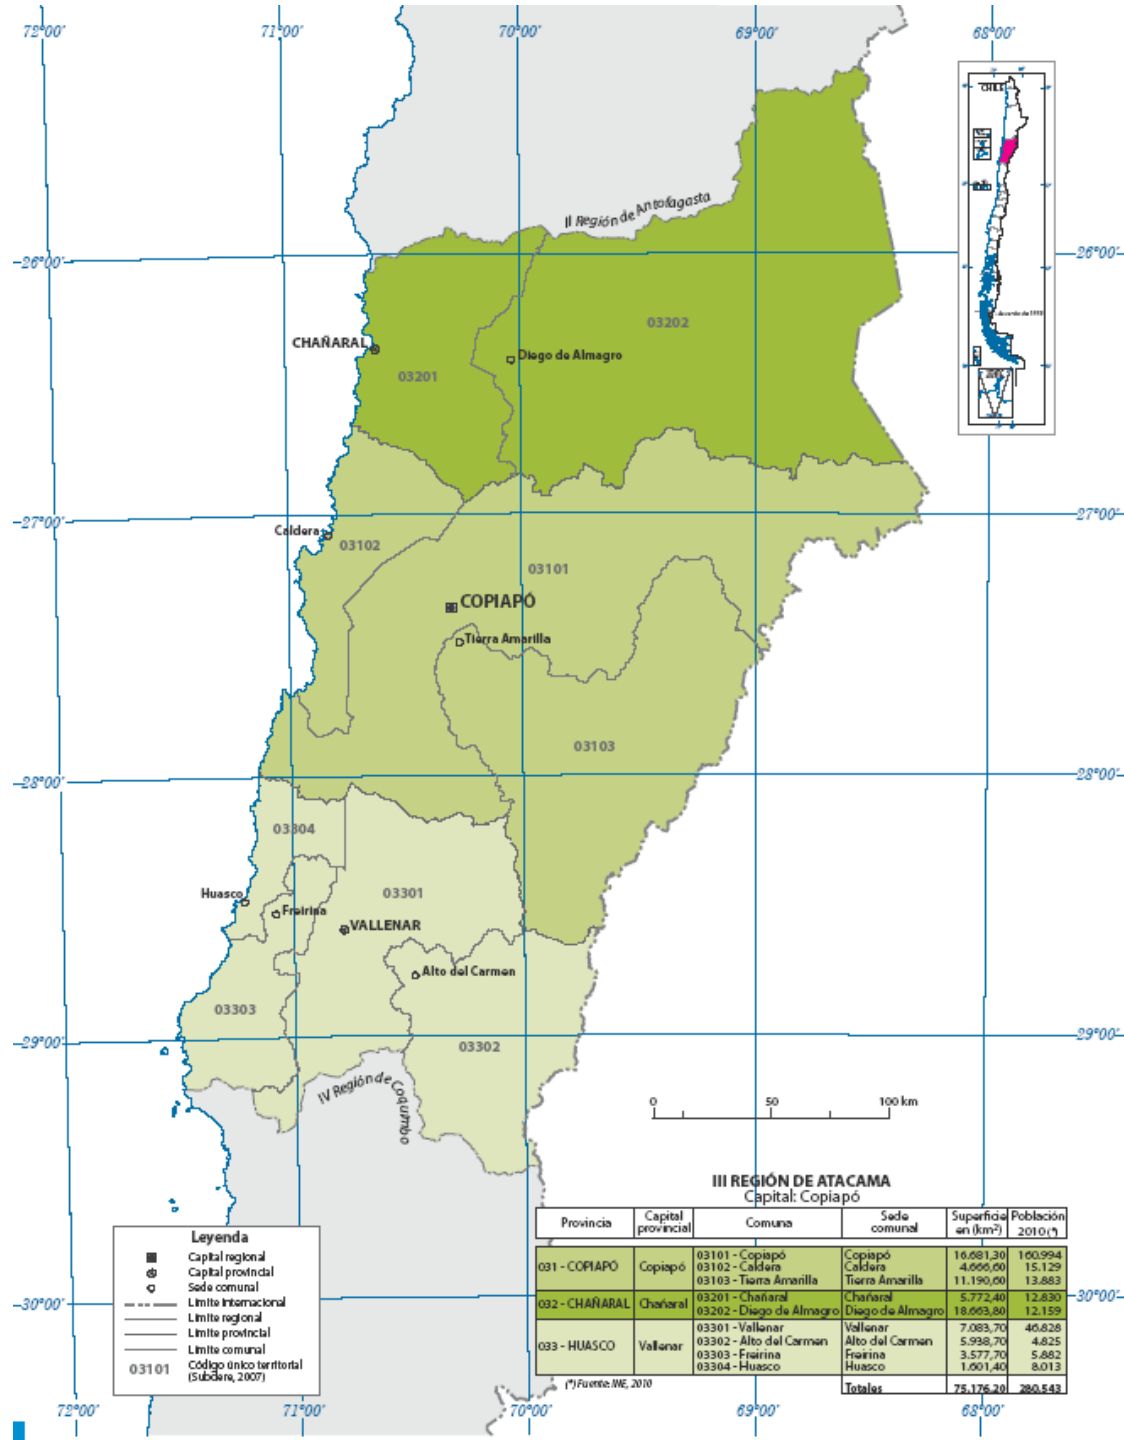 72°00' 71°00' 70°00' 69°00' 68°00'
CHILE
II Región de Antofagasta
26°00' 26°00'
03202
CHAÑARAL
Diego de Almagro
03201
27°00' 27°00'
Caldera
03102
03101
COPIAPÓ
Tierra Amarilla
03103
28°00' 28°00'
03304
Huasco
03301
Freirina
VALLENAR
Alto del Carmen
03303
29°00' 29°00'
03302
IV Región de Coquimbo
0 50 100 km
III REGIÓN DE ATACAMA
Capital: Copiapó
Provincia Capital provincial Comuna Sede comunal Superficie en (km²) Población 2010 (*)
031 - COPIAPÓ Copiapó
03101 - Copiapó Copiapó 16.681,30 160.994
03102 - Caldera Caldera 4.666,60 15.129
03103 - Tierra Amarilla Tierra Amarilla 11.190,60 13.883
032 - CHAÑARAL Chañaral
03201 - Chañaral Chañaral 5.772,40 12.830
03202 - Diego de Almagro Diego de Almagro 18.663,80 12.159
033 - HUASCO Vallenar
03301 - Vallenar Vallenar 7.083,70 46.828
03302 - Alto del Carmen Alto del Carmen 5.938,70 4.825
03303 - Freirina Freirina 3.577,70 5.882
03304 - Huasco Huasco 1.601,40 8.013
Totales 75.176,20 280.543
(*) Fuente: INE, 2010
Leyenda
Capital regional
Capital provincial
Sede comunal
Límite internacional
Límite regional
Límite provincial
Límite comunal
03101 Código único territorial
(Subdere, 2007)
30°00' 30°00'
72°00' 71°00' 70°00' 69°00' 68°00'